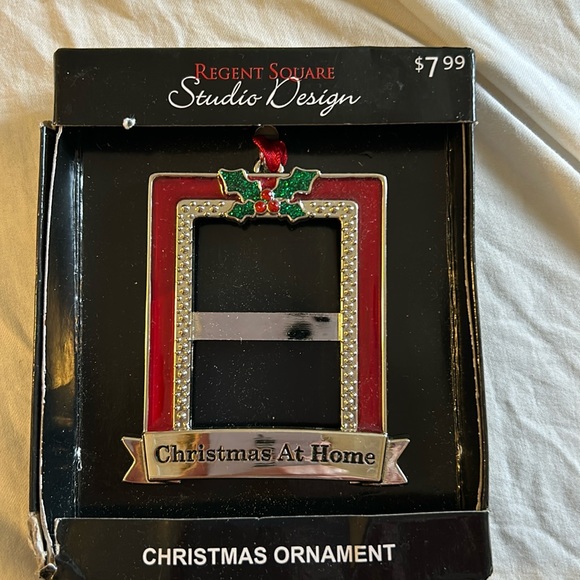 REGENT SQUARE
Studio Design
$7.99
Christmas At Home
CHRISTMAS ORNAMENT